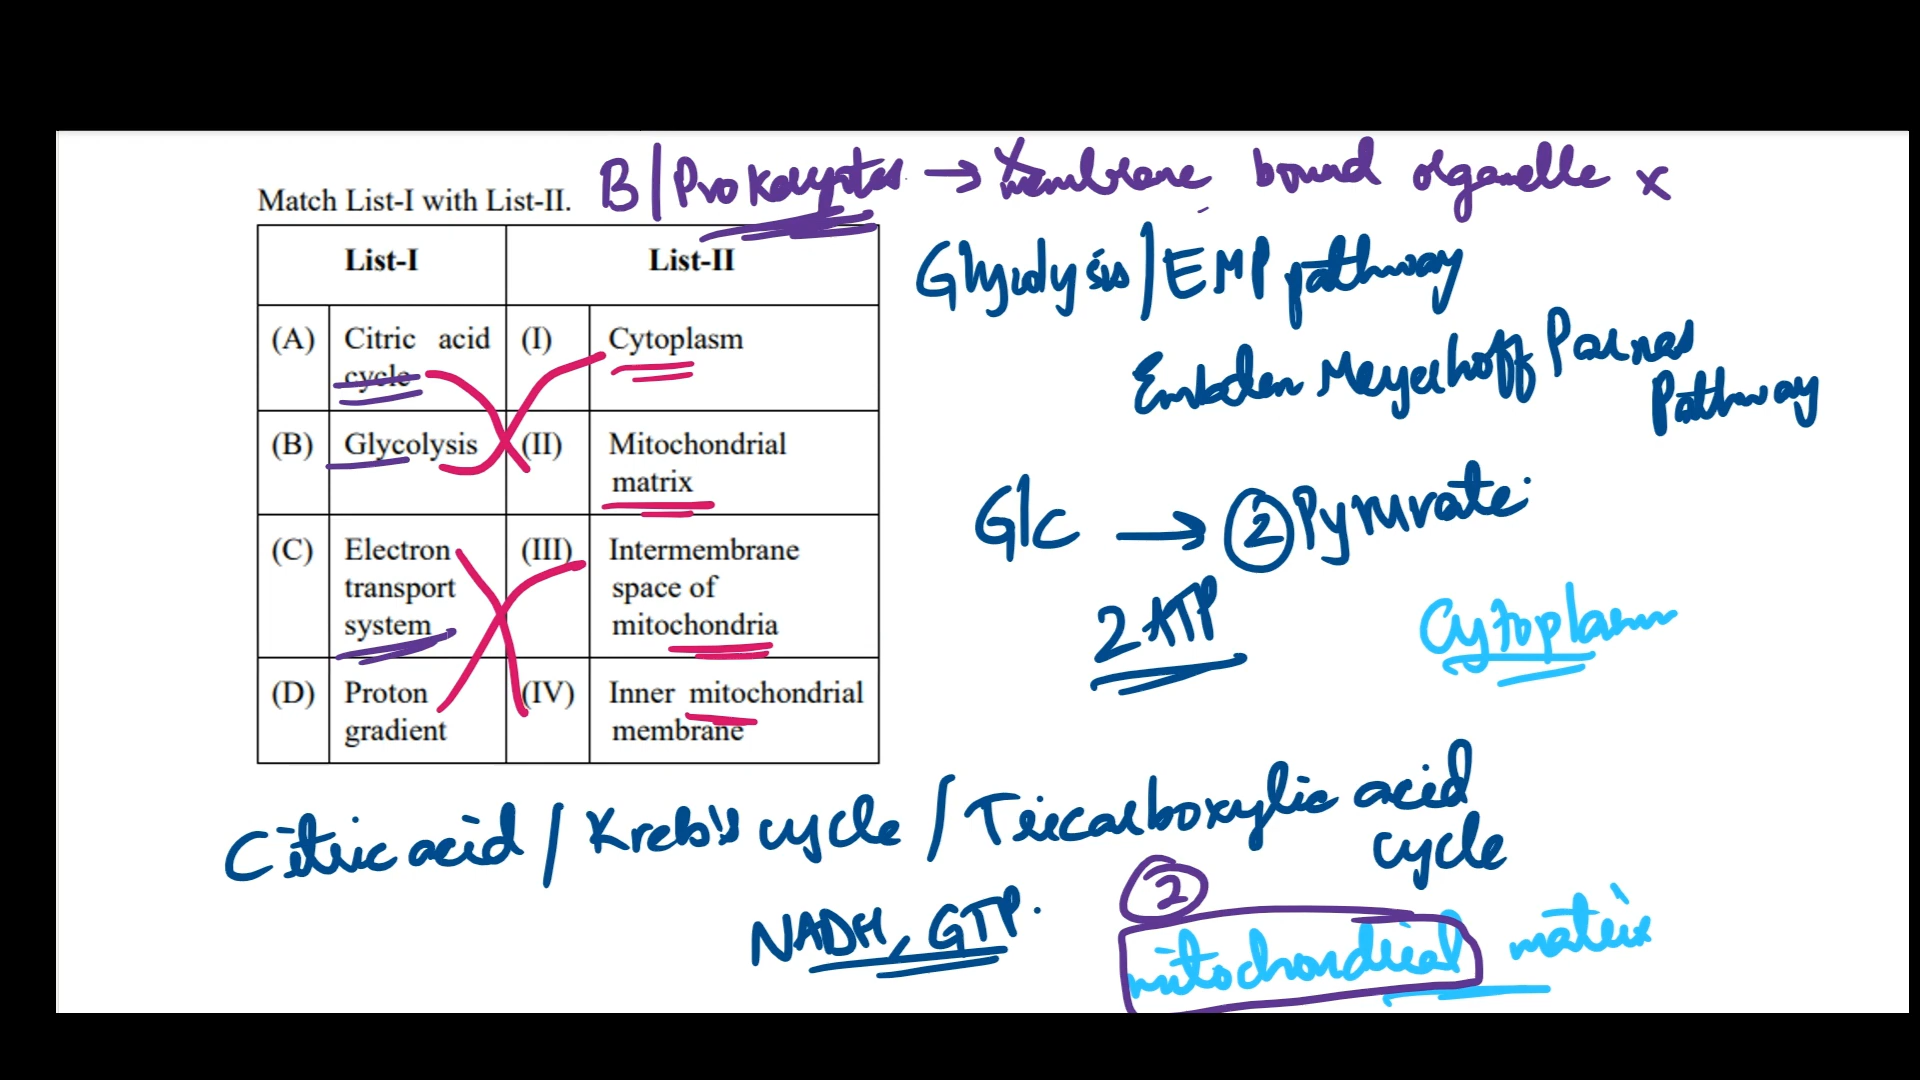 B/Prokaryotes → membrane bound organelle x
Match List-I with List-II.
List-I List-II
(A) Citric acid cycle (I) Cytoplasm
(B) Glycolysis (II) Mitochondrial matrix
(C) Electron transport system (III) Intermembrane space of mitochondria
(D) Proton gradient (IV) Inner mitochondrial membrane
Glycolysis/EMP pathway
Embden Meyerhoff Parnas
Pathway
Glc → 2 Pyruvate
2 ATP
Cytoplasm
Citric acid / Kreb's cycle / Tricarboxylic acid
cycle
NADH, GTP.
2
mitochondrial matrix